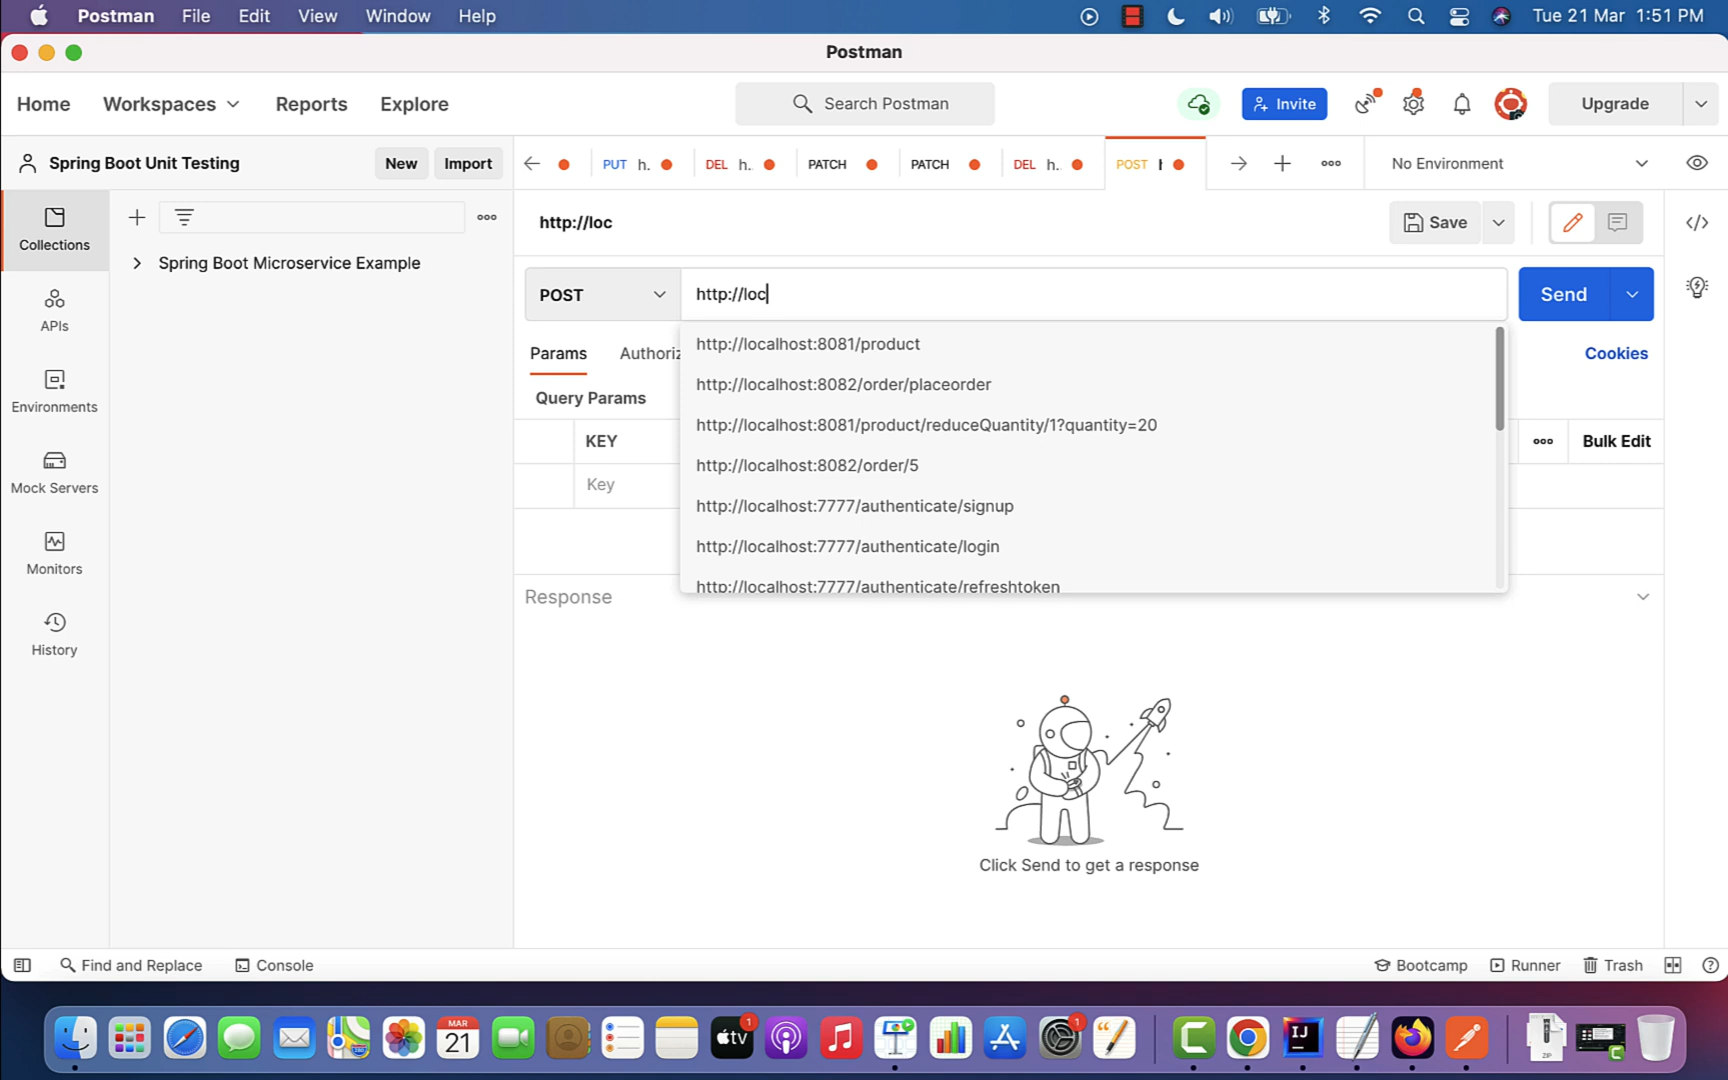 Postman File Edit View Window Help Tue 21 Mar 1:51 PM
Postman
Home Workspaces Reports Explore Search Postman Invite Upgrade
Spring Boot Unit Testing New Import PUT h. DEL h.. PATCH PATCH DEL h.. POST No Environment
Collections
Spring Boot Microservice Example
APIs
Environments
Mock Servers
Monitors
History
http://loc Save
POST http://loc Send
http://localhost:8081/product
http://localhost:8082/order/placeorder
http://localhost:8081/product/reduceQuantity/1?quantity=20
http://localhost:8082/order/5
http://localhost:7777/authenticate/signup
http://localhost:7777/authenticate/login
http://localhost:7777/authenticate/refreshtoken
Params Authoriz Cookies
Query Params
KEY Bulk Edit
Key
Response
Click Send to get a response
Find and Replace Console Bootcamp Runner Trash
MAR
21
tv
1
1
IJ
ZIP